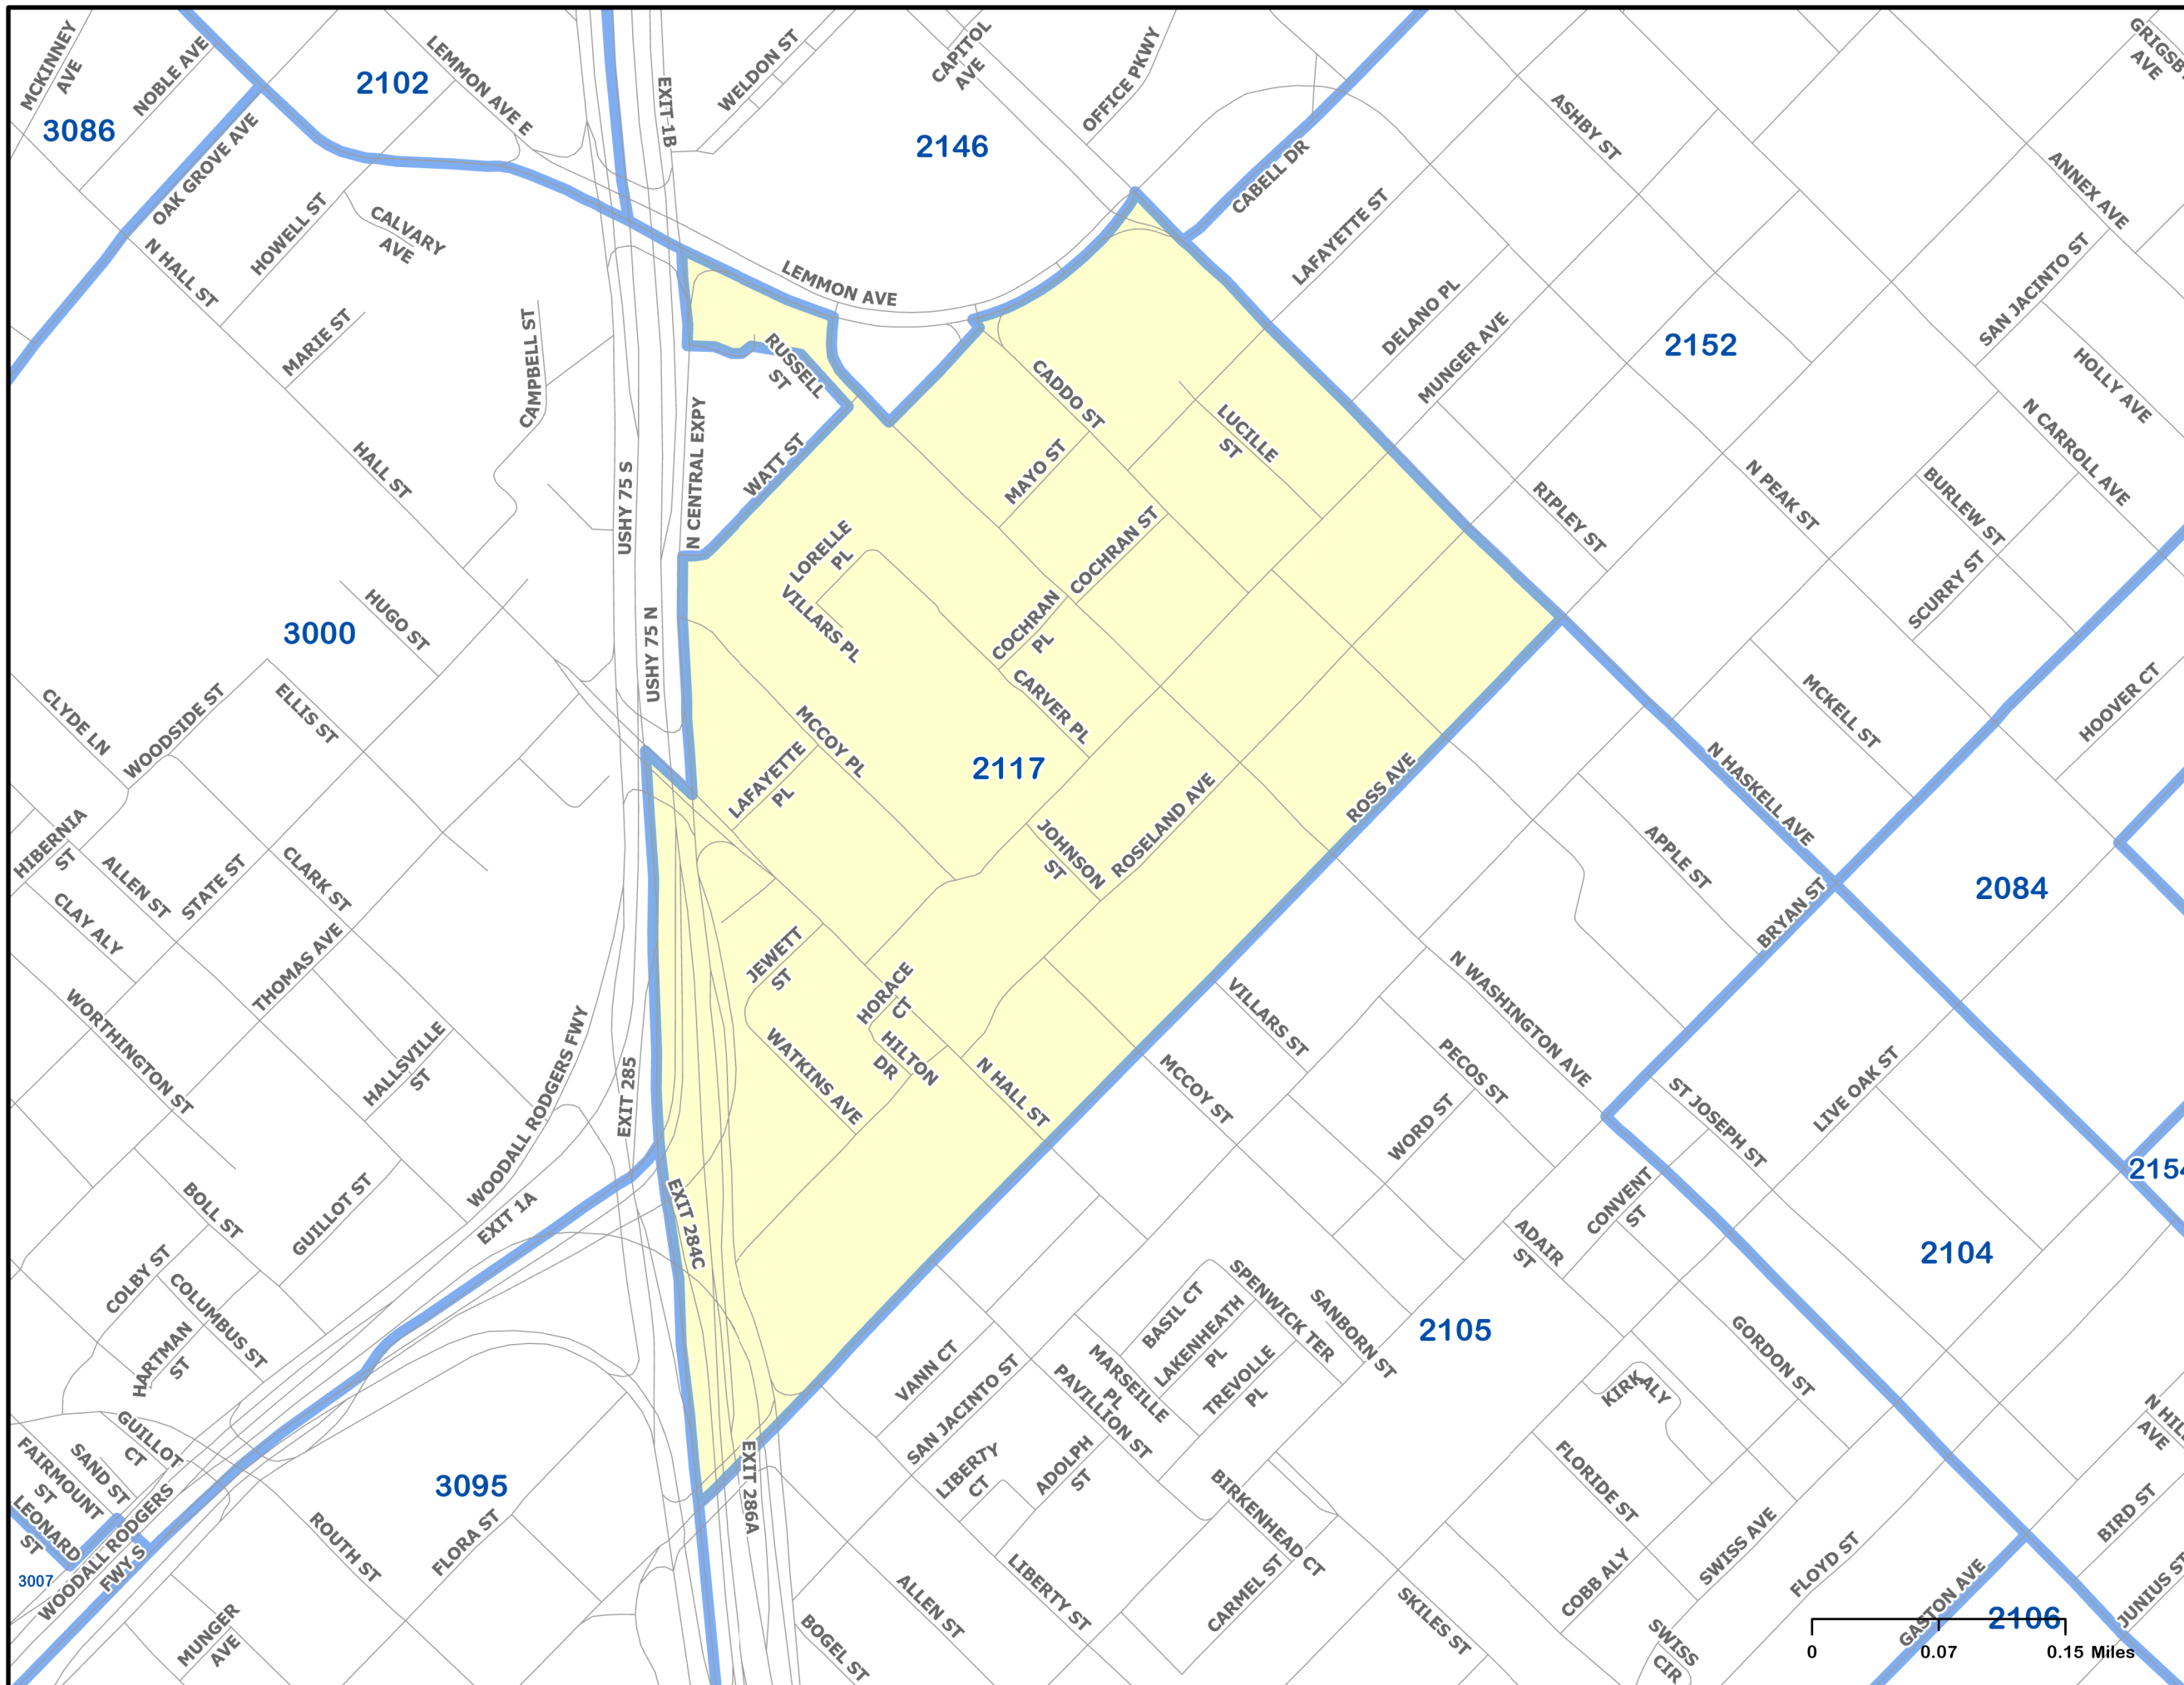 MCKINNEY
AVE
NOBLE AVE
3086
2102
LEMMON AVE E
EXIT 1B
WELDON ST
CAPITOL
AVE
OFFICE PKWY
2146
ASHBY ST
AVE
ANNEX AVE
OAK GROVE AVE
HOWELL ST
CALVARY
AVE
N HALL ST
CABELL DR
LAFAYETTE ST
SAN JACINTO ST
LEMMON AVE
MARIE ST
CAMPBELL ST
RUSSELL
ST
DELANO PL
MUNGER AVE
2152
HOLLY AVE
CADDO ST
LUCILLE
ST
N CARROLL AVE
HALL ST
USHY 75 S
N CENTRAL EXPY
WATT ST
MAYO ST
RIPLEY ST
N PEAK ST
BURLEW ST
SCURRY ST
LORELLE
PL
COCHRAN ST
VILLARS PL
COCHRAN
PL
HUGO ST
3000
USHY 75 N
CARVER PL
MCKELL ST
HOOVER CT
CLYDE LN
WOODSIDE ST
ELLIS ST
MCCOY PL
LAFAYETTE
PL
2117
ROSS AVE
N HASKELL AVE
HIBERNIA
ST
ALLEN ST
STATE ST
CLARK ST
JOHNSON
ST
ROSELAND AVE
APPLE ST
BRYAN ST
2084
CLAY ALY
THOMAS AVE
JEWETT
ST
HORACE
CT
N WASHINGTON AVE
WORTHINGTON ST
HALLSVILLE
ST
WOODALL RODGERS FWY
EXIT 285
WATKINS AVE
HILTON
DR
N HALL ST
VILLARS ST
MCCOY ST
PECOS ST
WORD ST
ST JOSEPH ST
LIVE OAK ST
BOLL ST
GUILLOT ST
EXIT 1A
EXIT 284C
CONVENT
ST
ADAIR
ST
2104
COLBY ST
COLUMBUS ST
HARTMAN
ST
BASIL CT
SPENWICK TER
SANBORN ST
LAKENHEATH
PL
2105
GORDON ST
VANN CT
SAN JACINTO ST
MARSEILLE
PL
TREVOLLE
PL
PAVILLION ST
KIRK ALY
GUILLOT
CT
SAND ST
FAIRMOUNT
ST
LEONARD
ST
3007
WOODALL RODGERS
FWY S
3095
ROUTH ST
FLORA ST
EXIT 286A
LIBERTY
CT
ADOLPH
ST
BIRKENHEAD CT
FLORIDE ST
AVE
BIRD ST
MUNGER
AVE
BOGEL ST
ALLEN ST
LIBERTY ST
CARMEL ST
SKILES ST
COBB ALY
SWISS AVE
SWISS
CIR
FLOYD ST
GASTON AVE
2106
0 0.07 0.15 Miles